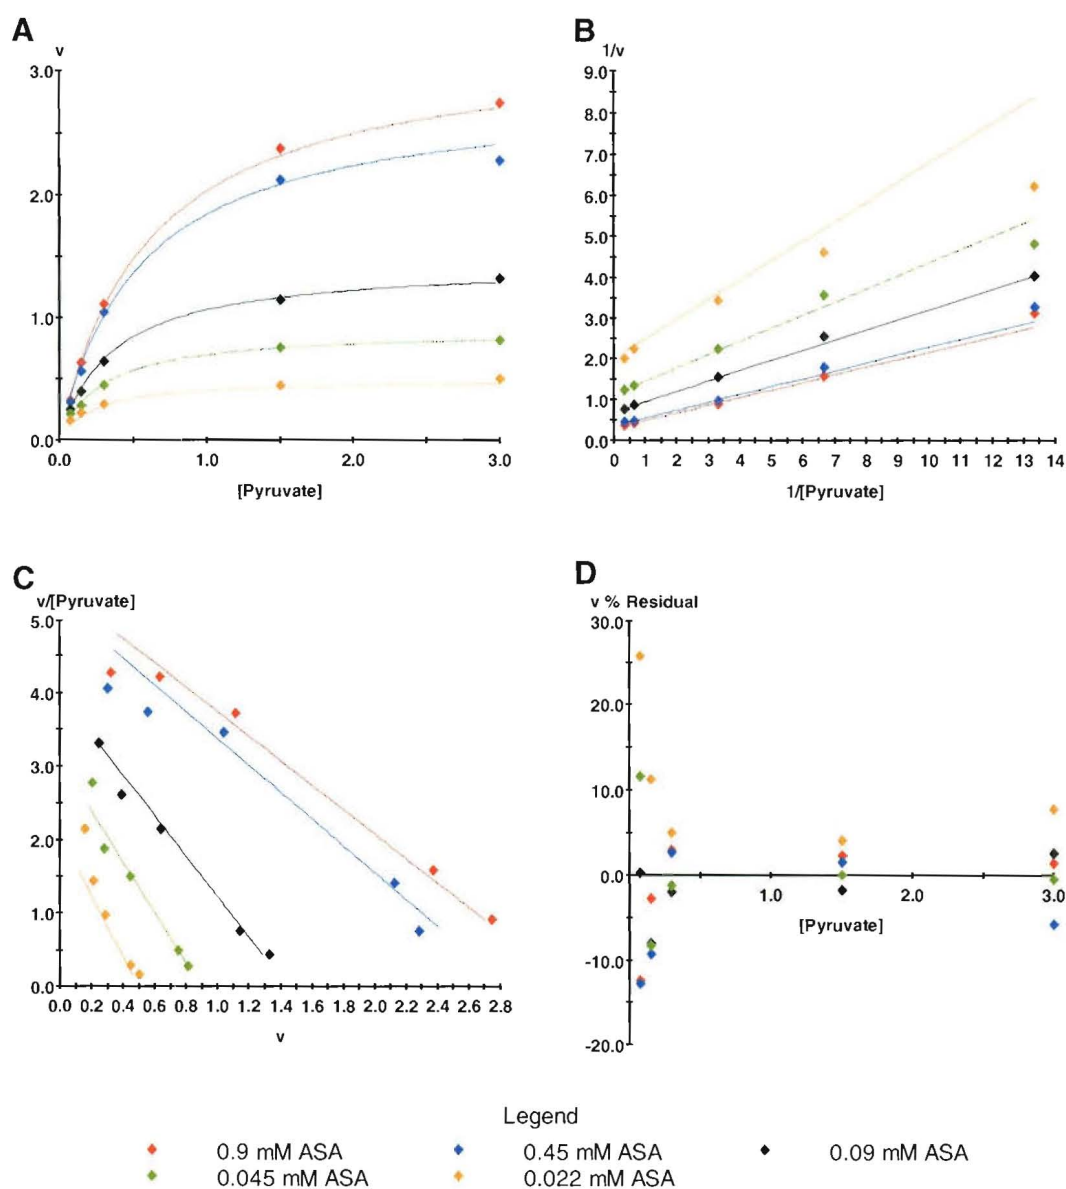 A
v
3.0
2.0
1.0
0.0
0.0 1.0 2.0 3.0
[Pyruvate]
B
1/v
9.0
8.0
7.0
6.0
5.0
4.0
3.0
2.0
1.0
0.0
0 1 2 3 4 5 6 7 8 9 10 11 12 13 14
1/[Pyruvate]
C
v/[Pyruvate]
5.0
4.0
3.0
2.0
1.0
0.0
0.0 0.2 0.4 0.6 0.8 1.0 1.2 1.4 1.6 1.8 2.0 2.2 2.4 2.6 2.8
v
D
v % Residual
30.0
20.0
10.0
0.0
-10.0
-20.0
1.0 2.0 3.0
[Pyruvate]
Legend
0.9 mM ASA 0.45 mM ASA 0.09 mM ASA
0.045 mM ASA 0.022 mM ASA